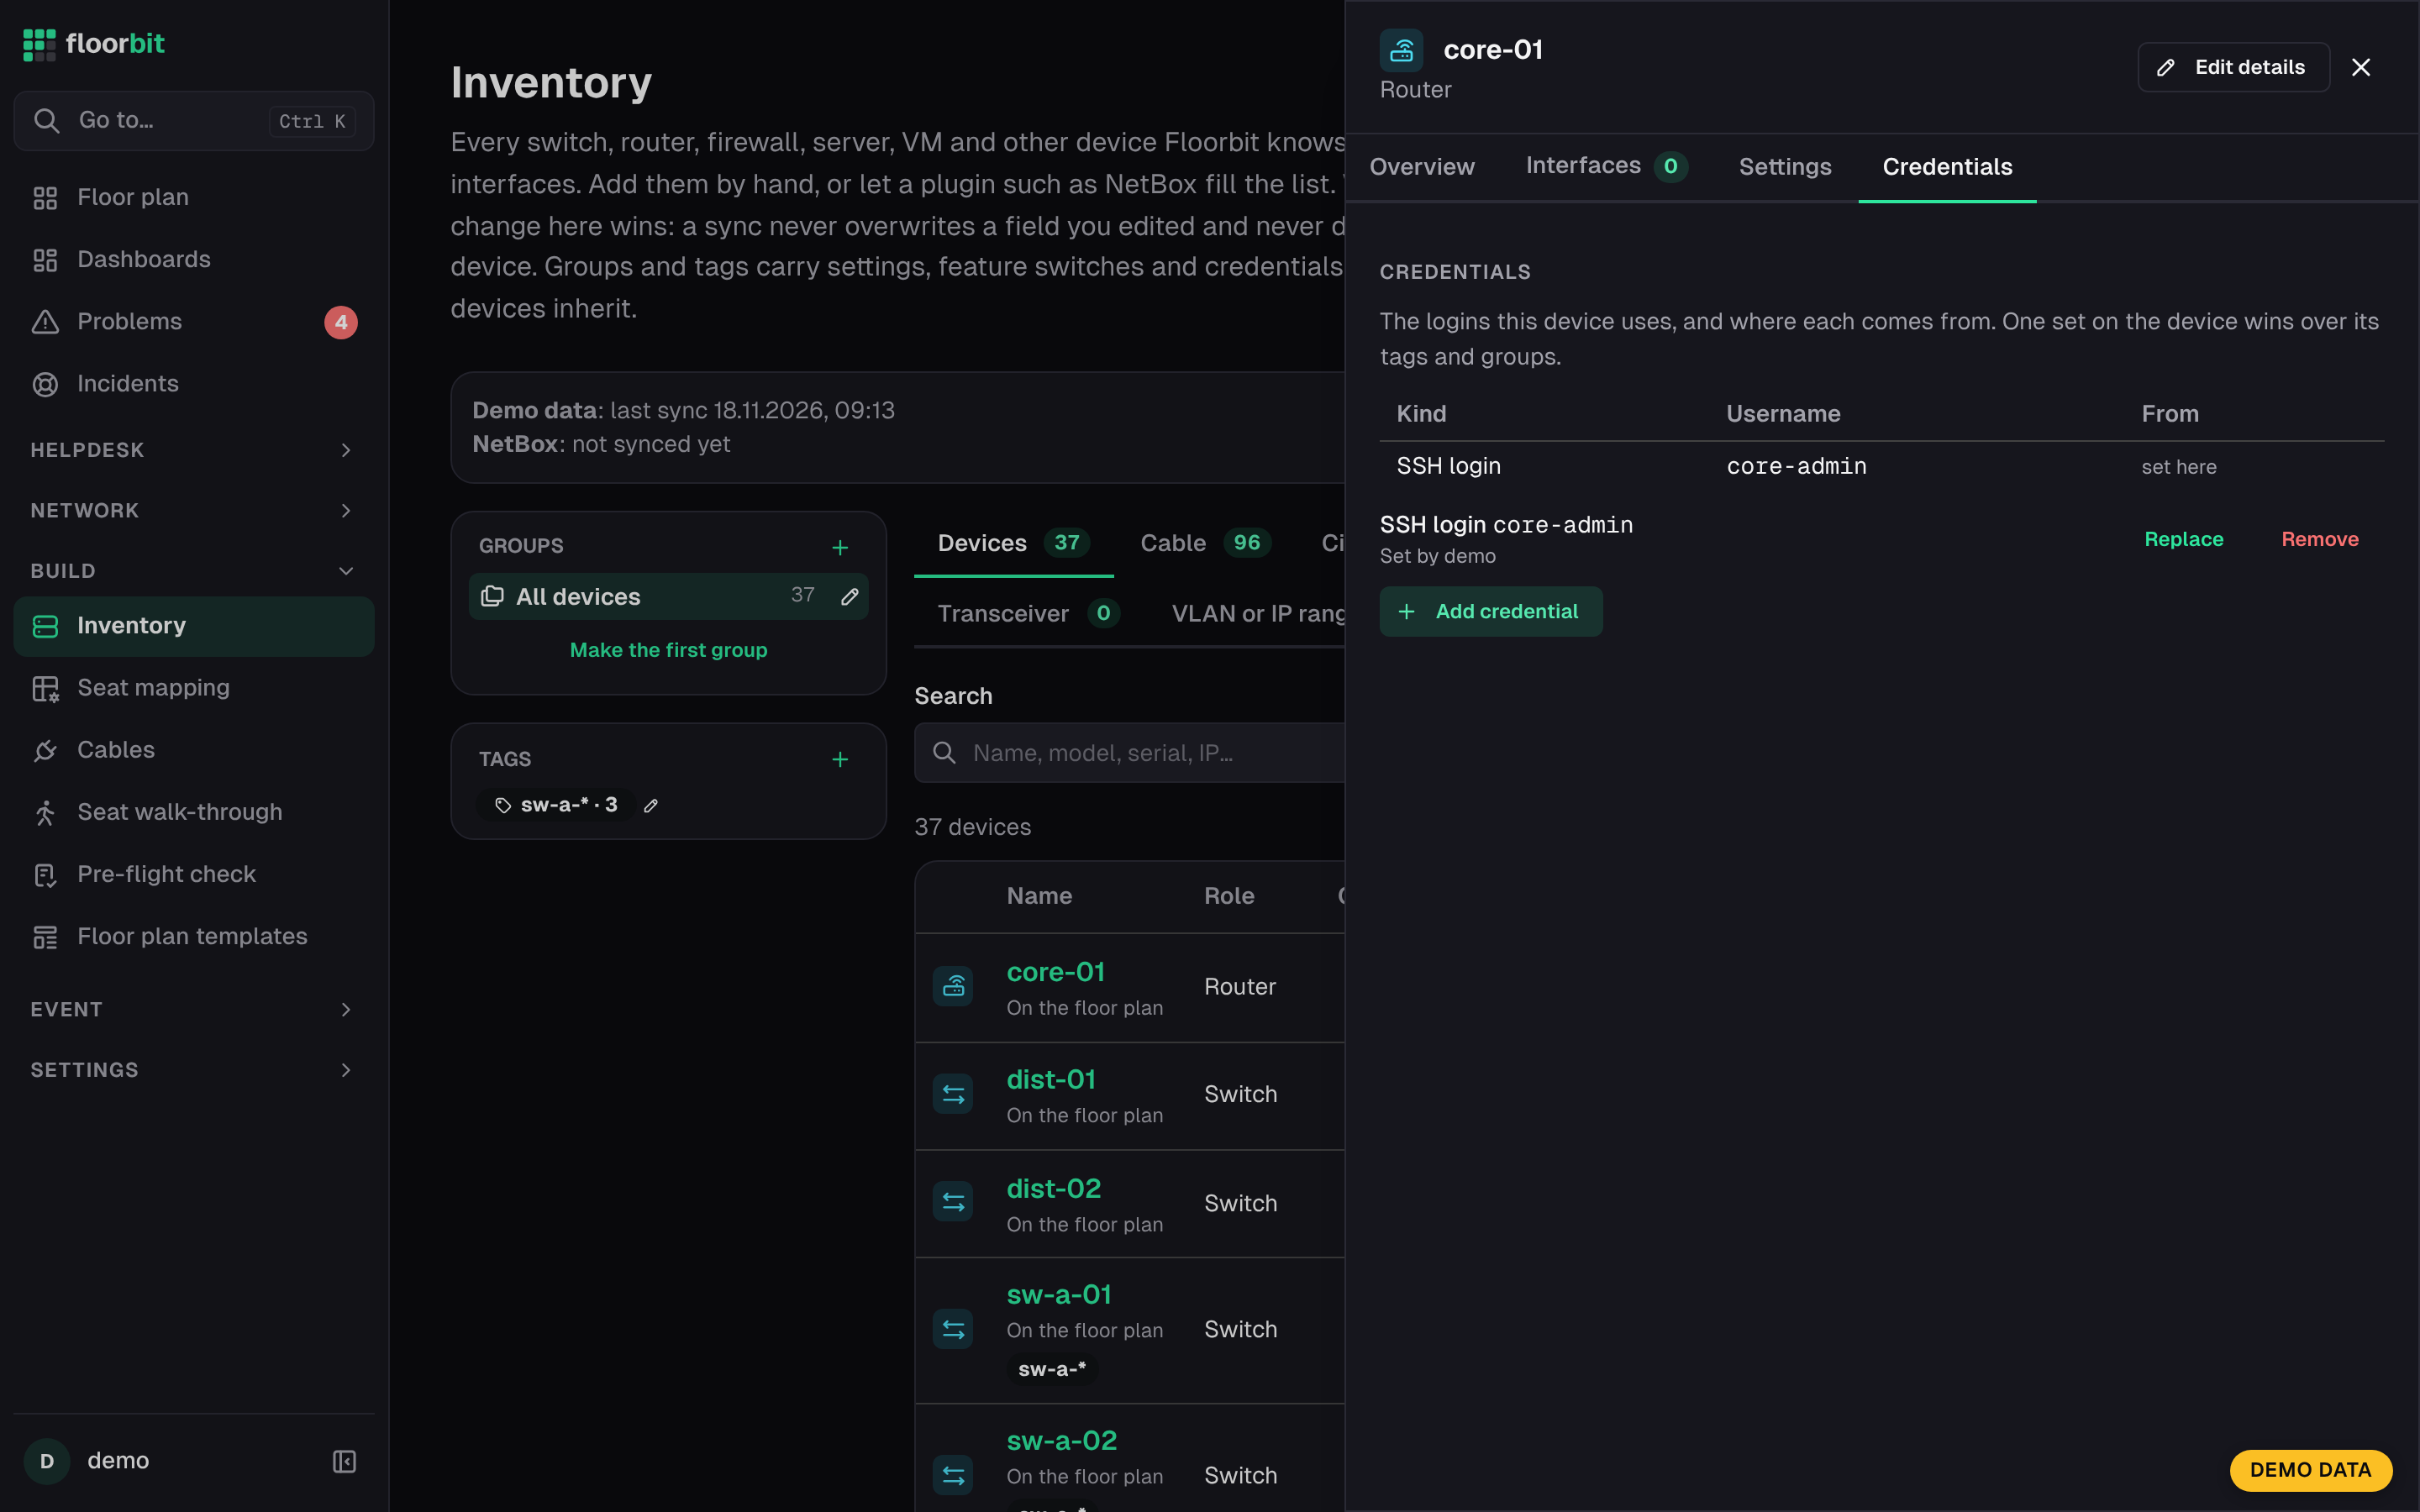 floorbit
Go to...
Ctrl K
Floor plan
Dashboards
Problems
4
Incidents
HELPDESK
NETWORK
BUILD
Inventory
Seat mapping
Cables
Seat walk-through
Pre-flight check
Floor plan templates
EVENT
SETTINGS
D
demo
Inventory
Every switch, router, firewall, server, VM and other device Floorbit knows
interfaces. Add them by hand, or let a plugin such as NetBox fill the list.
change here wins: a sync never overwrites a field you edited and never d
device. Groups and tags carry settings, feature switches and credentials
devices inherit.
Demo data: last sync 18.11.2026, 09:13
NetBox: not synced yet
GROUPS
All devices 37
Make the first group
TAGS
sw-a-* · 3
Devices 37 Cable 96 Ci
Transceiver 0 VLAN or IP rang
Search
Name, model, serial, IP...
37 devices
Name Role
core-01
On the floor plan
Router
dist-01
On the floor plan
Switch
dist-02
On the floor plan
Switch
sw-a-01
On the floor plan
sw-a-*
Switch
sw-a-02
On the floor plan
Switch
core-01
Router
Edit details
Overview Interfaces 0 Settings Credentials
CREDENTIALS
The logins this device uses, and where each comes from. One set on the device wins over its
tags and groups.
Kind Username From
SSH login core-admin set here
SSH login core-admin
Set by demo
Replace Remove
Add credential
DEMO DATA